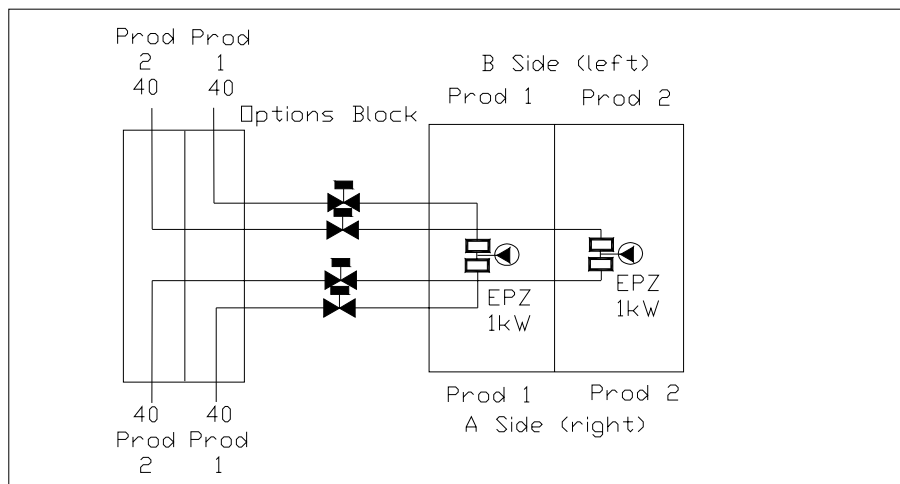 Prod Prod
2 1
40 40
Options Block
B Side (left)
Prod 1 Prod 2
EPZ
1kW
EPZ
1kW
Prod 1 Prod 2
A Side (right)
40 40
Prod Prod
2 1